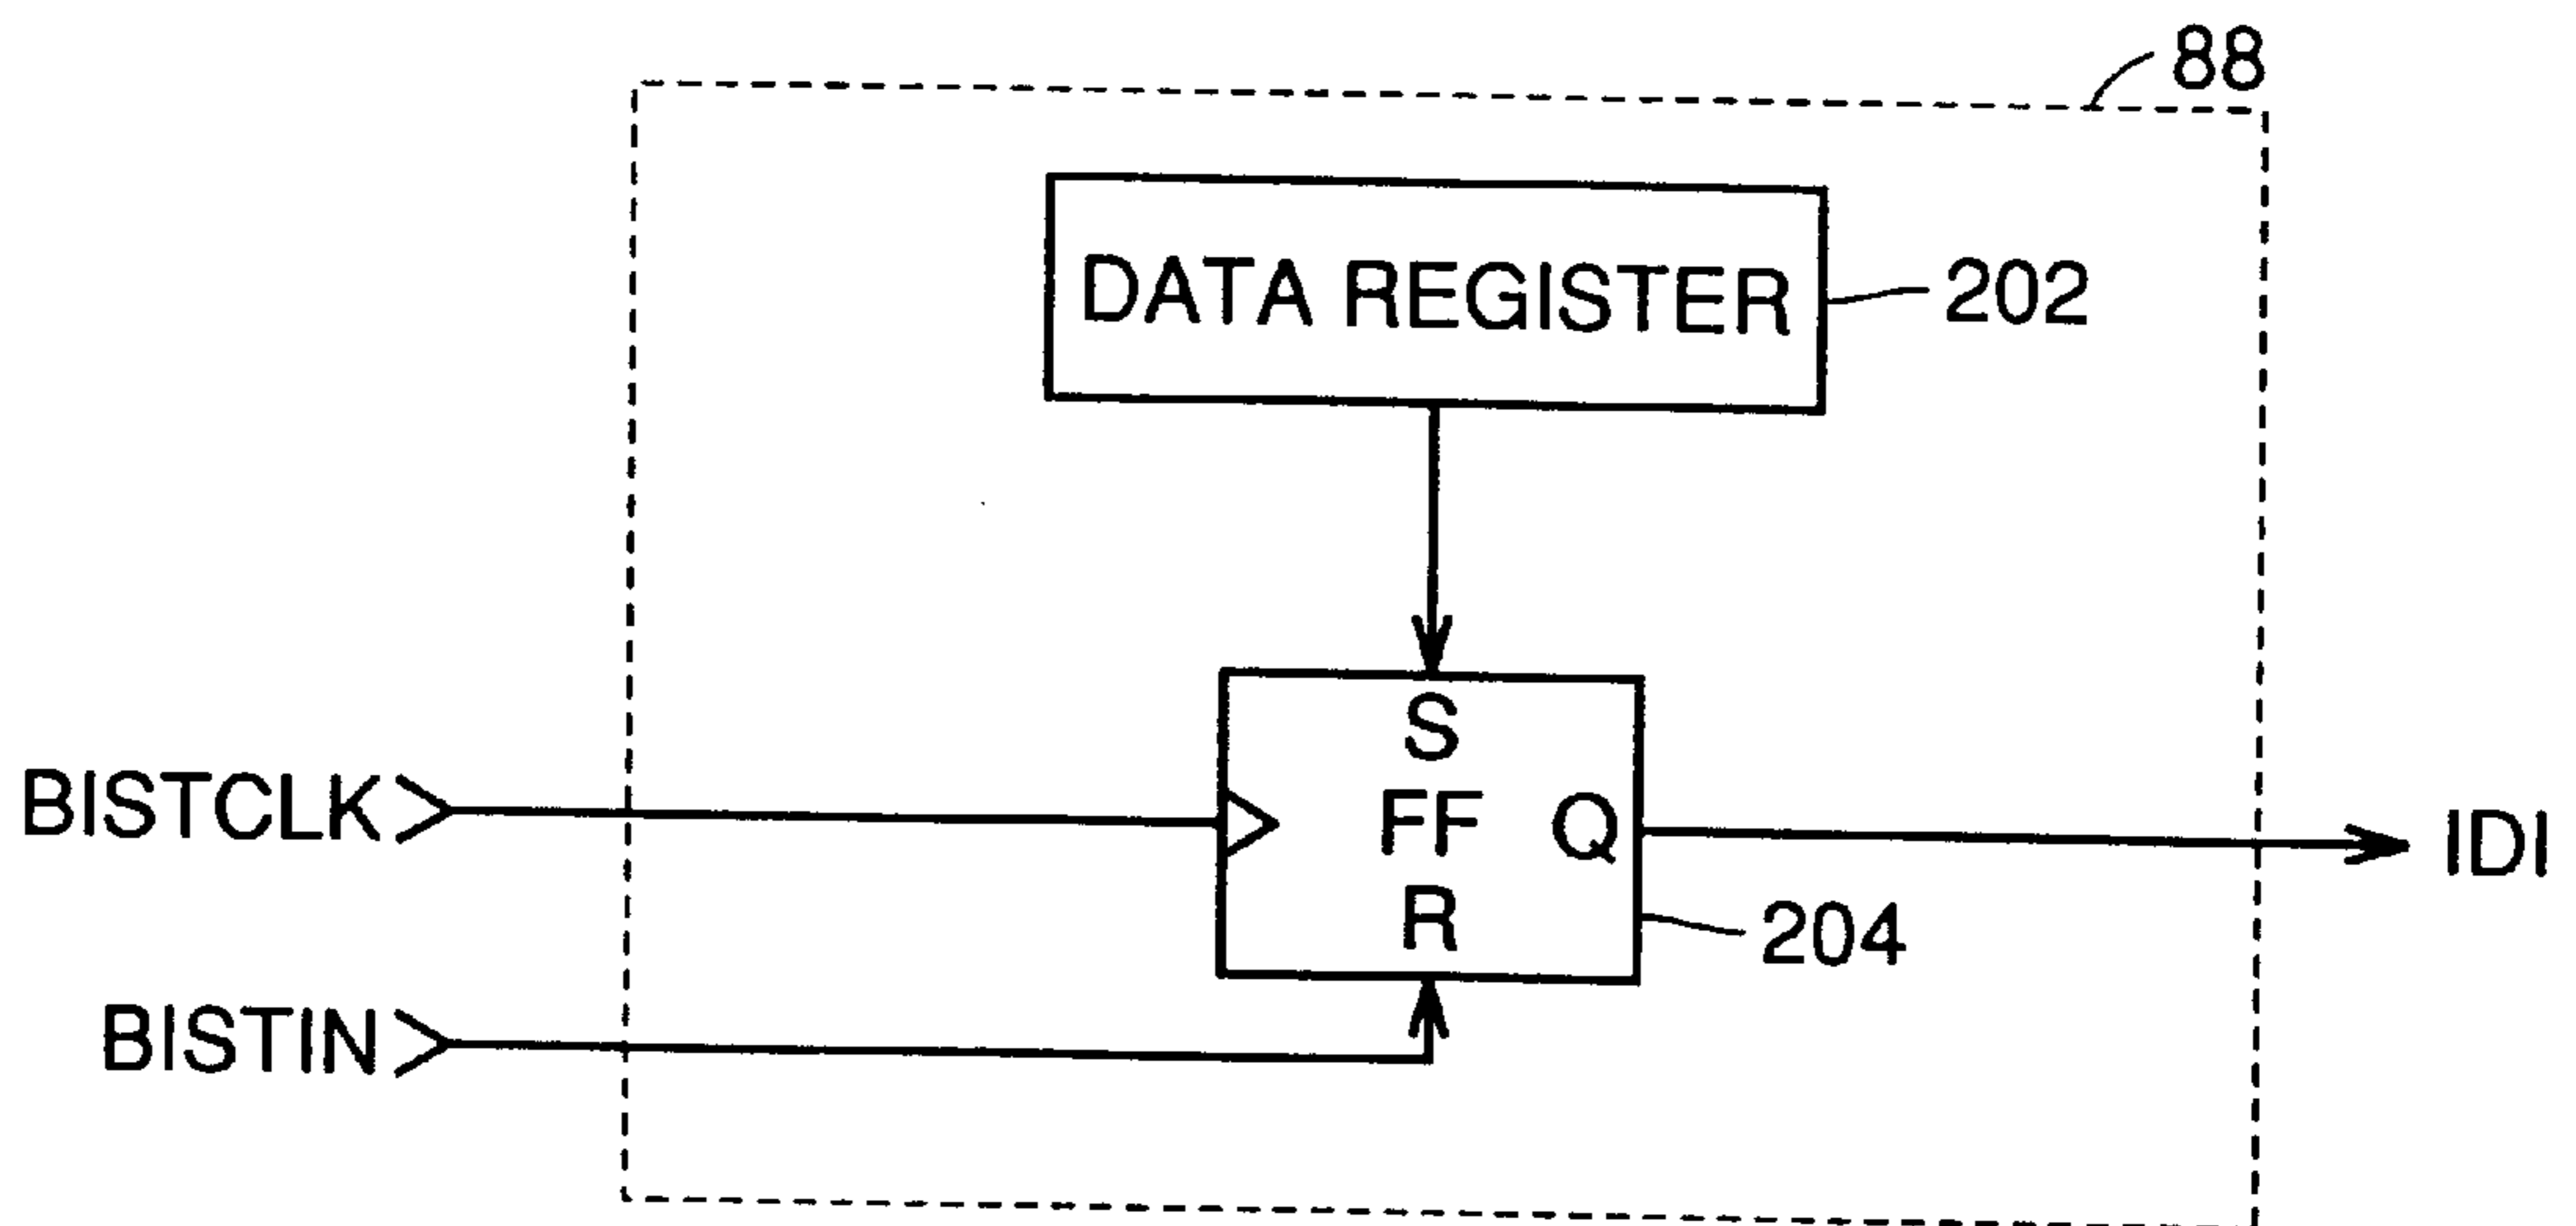 88
DATA REGISTER
202
S
BISTCLK
FF
Q
IDI
R
204
BISTIN